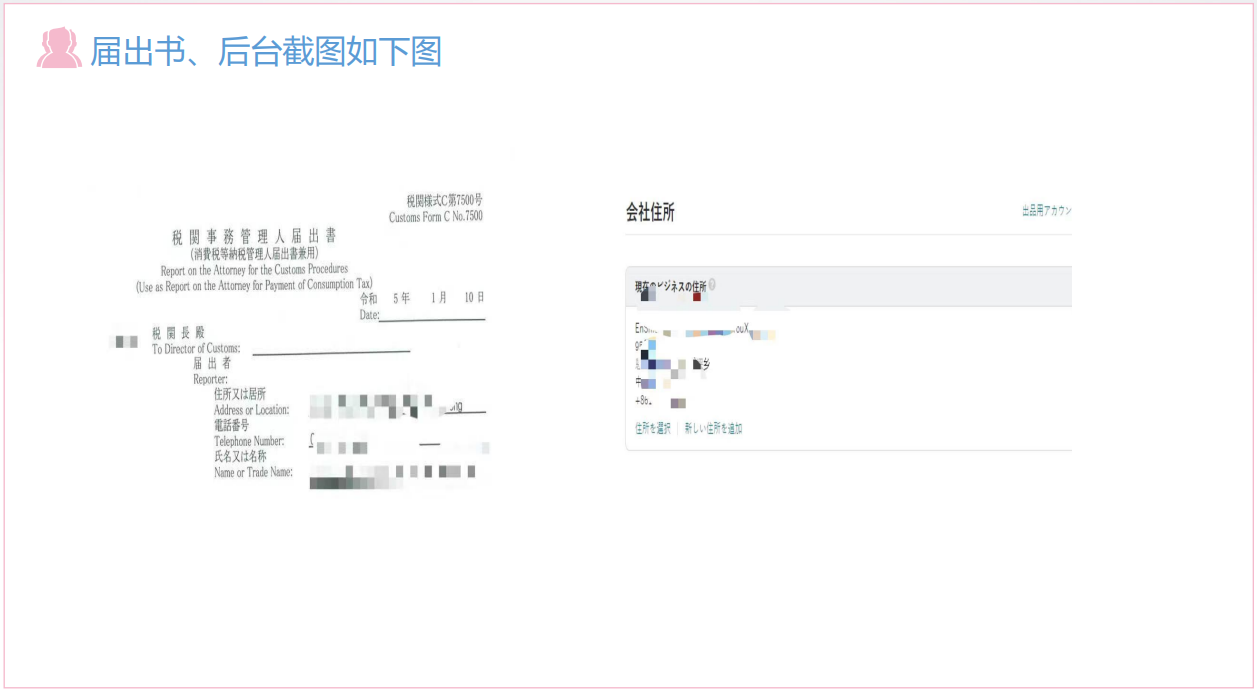 届出书、后台截图如下图
税関様式C第7500号
Customs Form C No.7500
税関事務管理人届出書
(消費税等納税管理人届出書兼用)
Report on the Attorney for the Customs Procedures
(Use as Report on the Attorney for Payment of Consumption Tax)
令和 5年 1月 10日
Date:
税関長殿
To Director of Customs:
届出者
Reporter:
住所又は居所
Address or Location:
電話番号
Telephone Number:
氏名又は名称
Name or Trade Name:
会社住所
出品用アカウン
現在のビジネスの住所
乡
住所を選択 | 新しい住所を追加